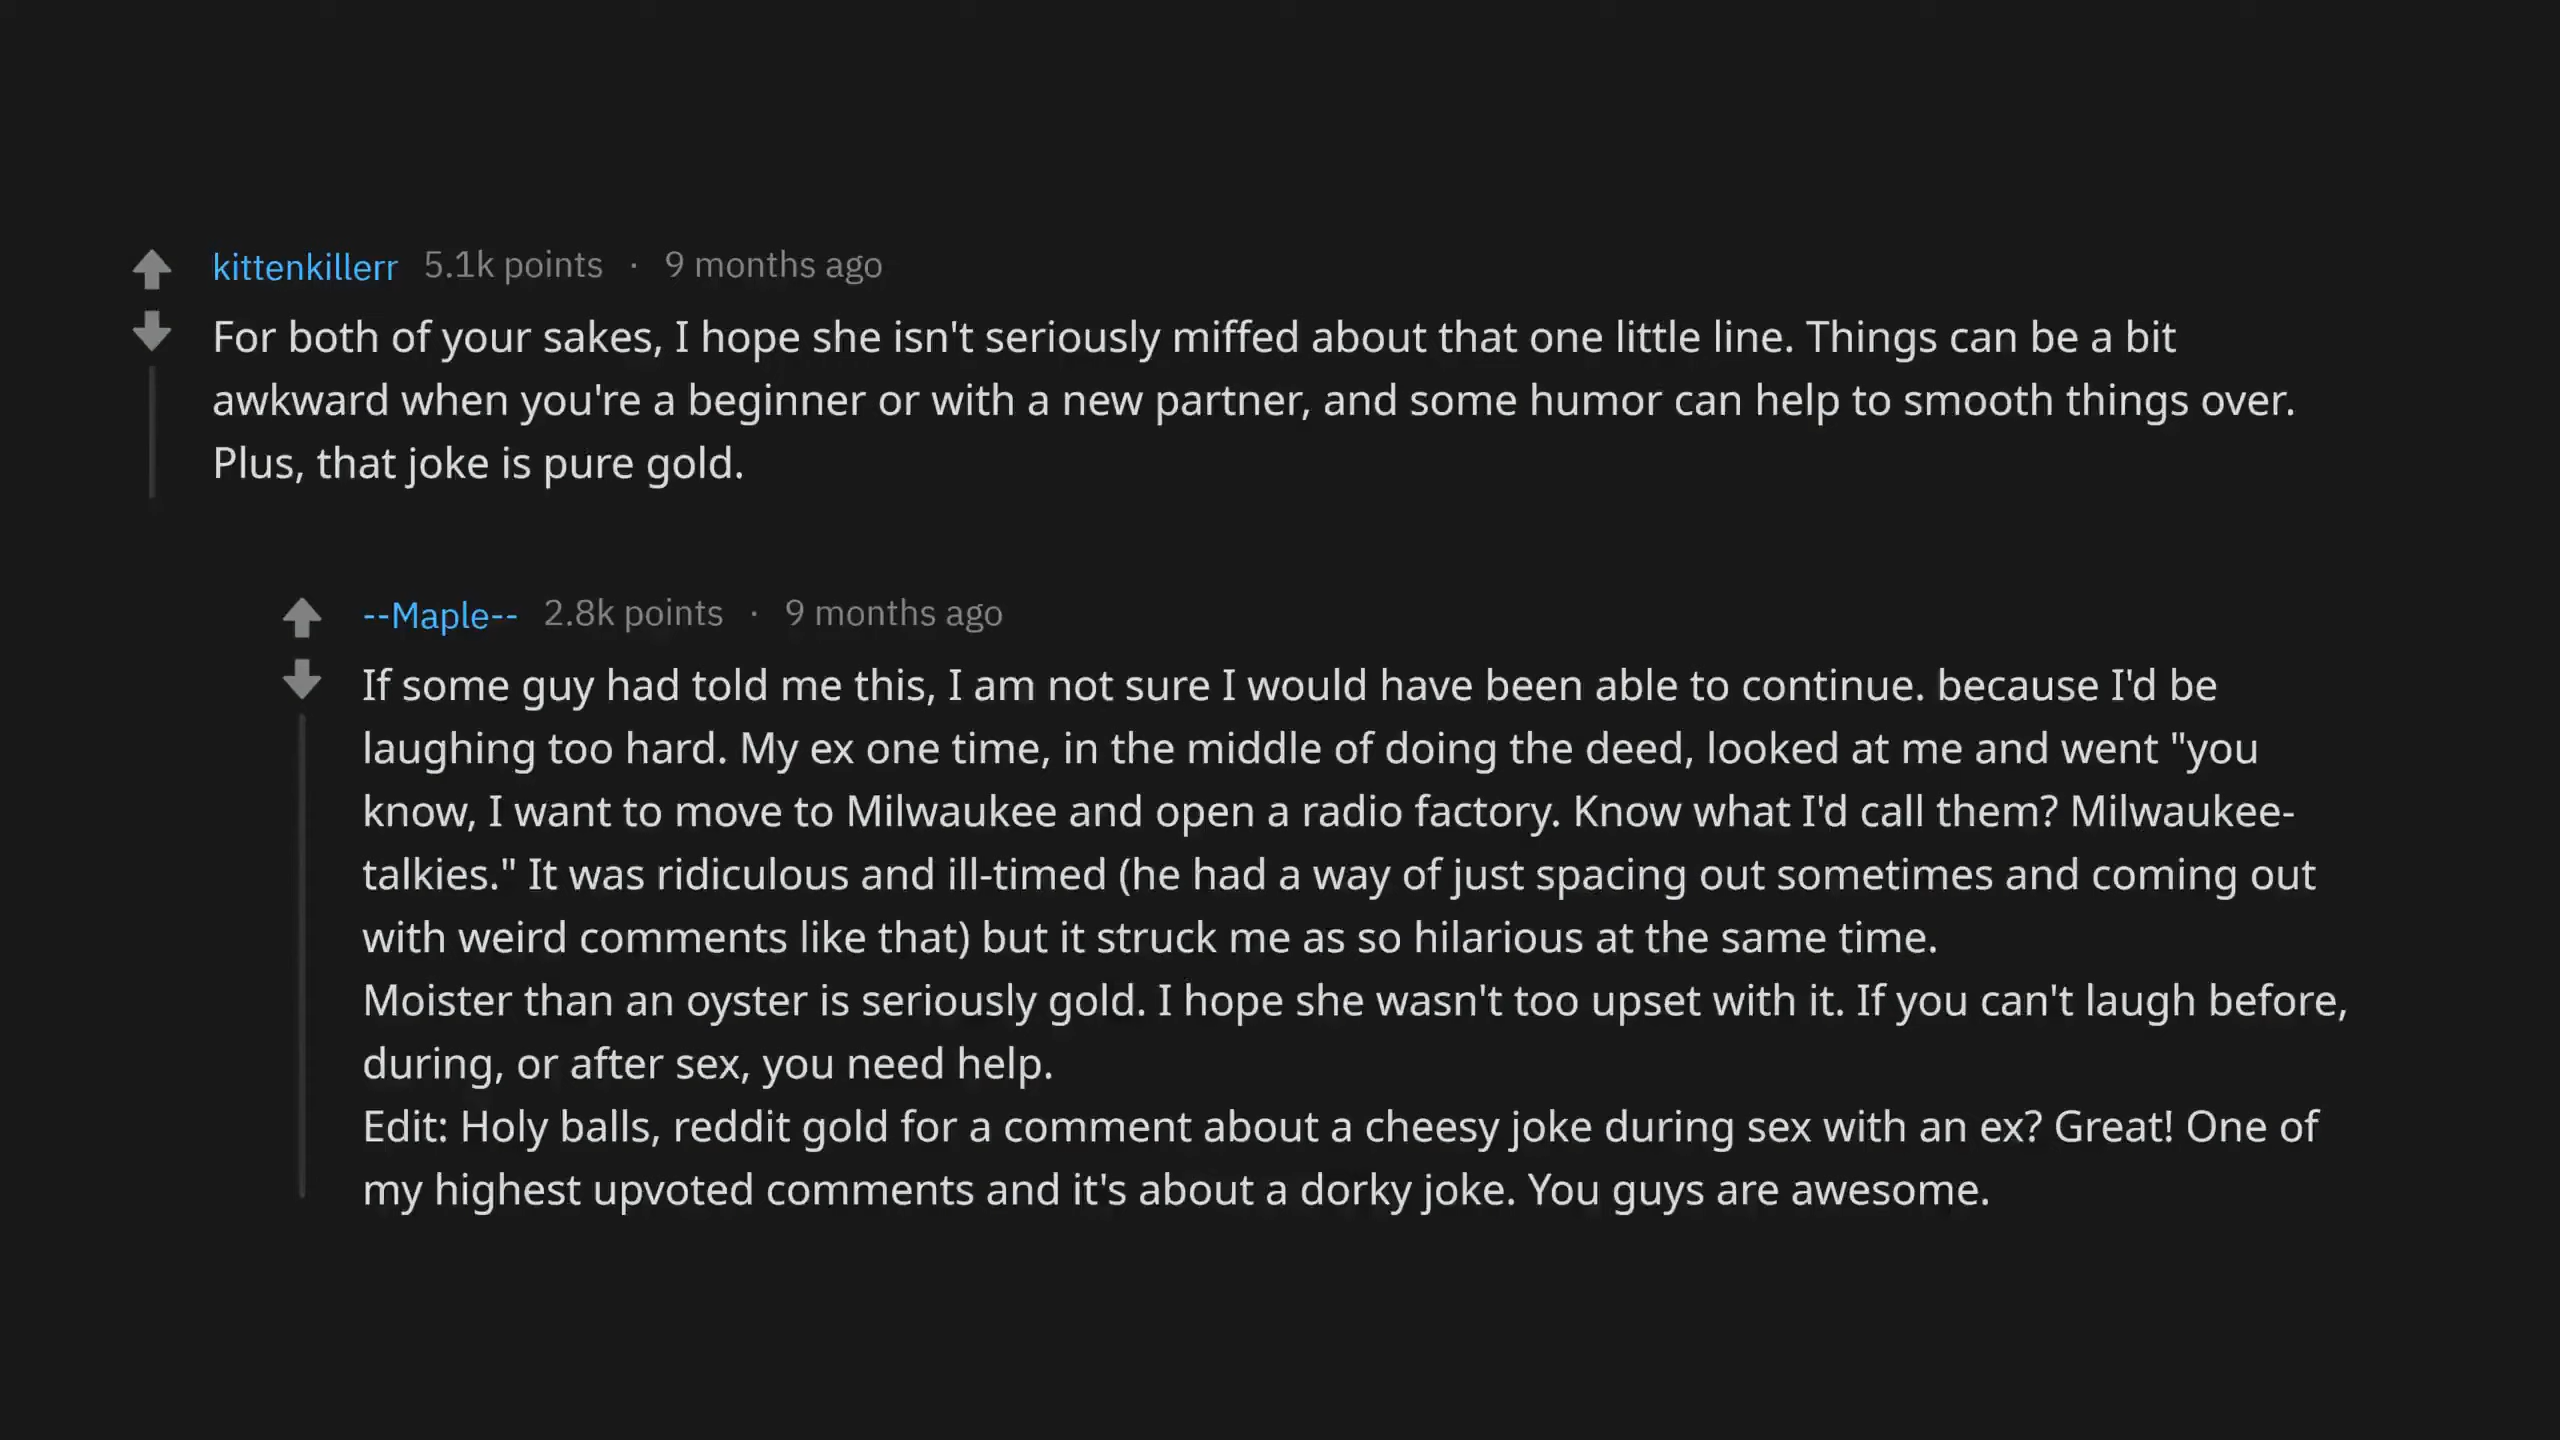 kittenkillerr 5.1k points · 9 months ago
For both of your sakes, I hope she isn't seriously miffed about that one little line. Things can be a bit
awkward when you're a beginner or with a new partner, and some humor can help to smooth things over.
Plus, that joke is pure gold.
--Maple-- 2.8k points · 9 months ago
If some guy had told me this, I am not sure I would have been able to continue. because I'd be
laughing too hard. My ex one time, in the middle of doing the deed, looked at me and went "you
know, I want to move to Milwaukee and open a radio factory. Know what I'd call them? Milwaukee-
talkies." It was ridiculous and ill-timed (he had a way of just spacing out sometimes and coming out
with weird comments like that) but it struck me as so hilarious at the same time.
Moister than an oyster is seriously gold. I hope she wasn't too upset with it. If you can't laugh before,
during, or after sex, you need help.
Edit: Holy balls, reddit gold for a comment about a cheesy joke during sex with an ex? Great! One of
my highest upvoted comments and it's about a dorky joke. You guys are awesome.